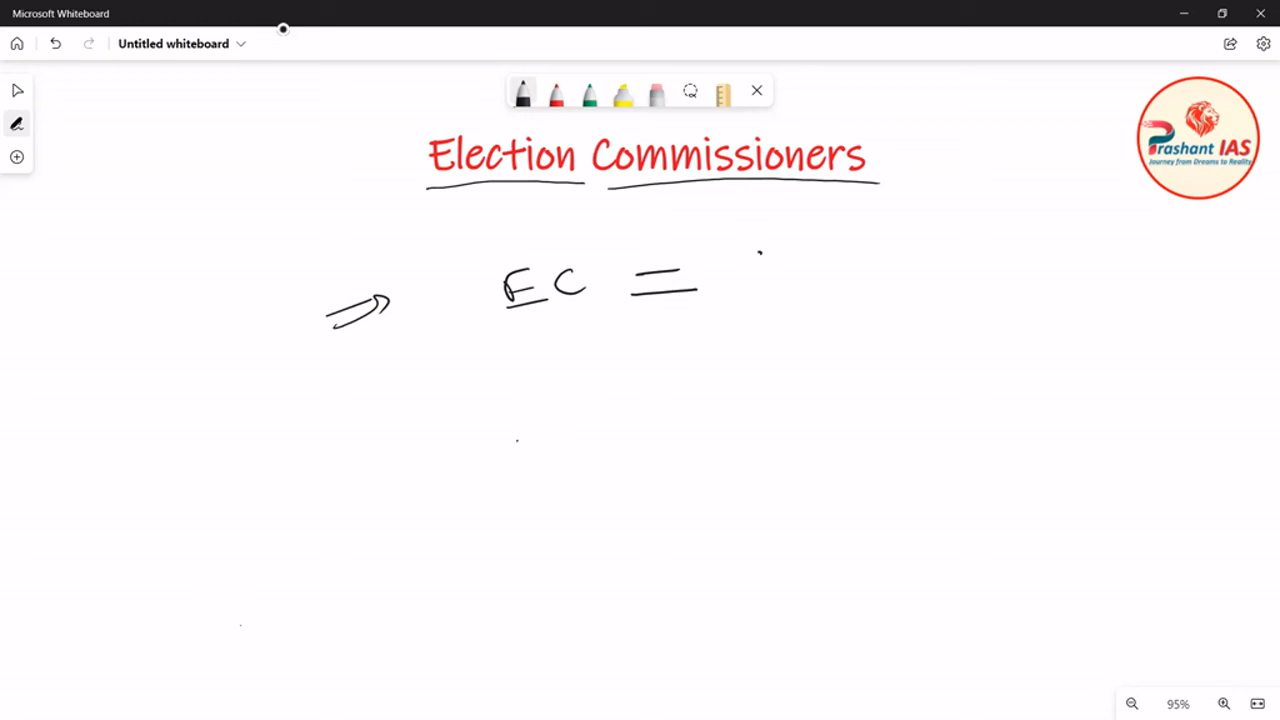 Microsoft Whiteboard
Untitled whiteboard
Election Commissioners
Prashant IAS
Journey from Dreams to Reality
EC =
95%